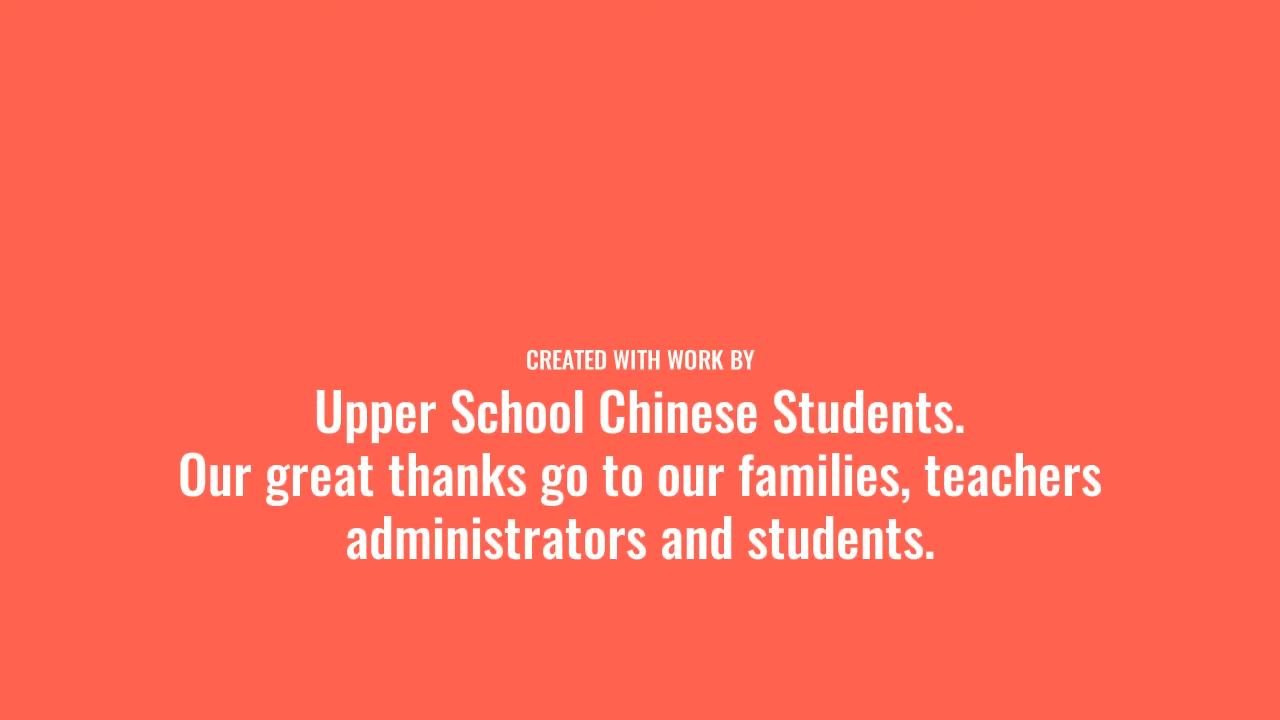 CREATED WITH WORK BY
Upper School Chinese Students.
Our great thanks go to our families, teachers
administrators and students.